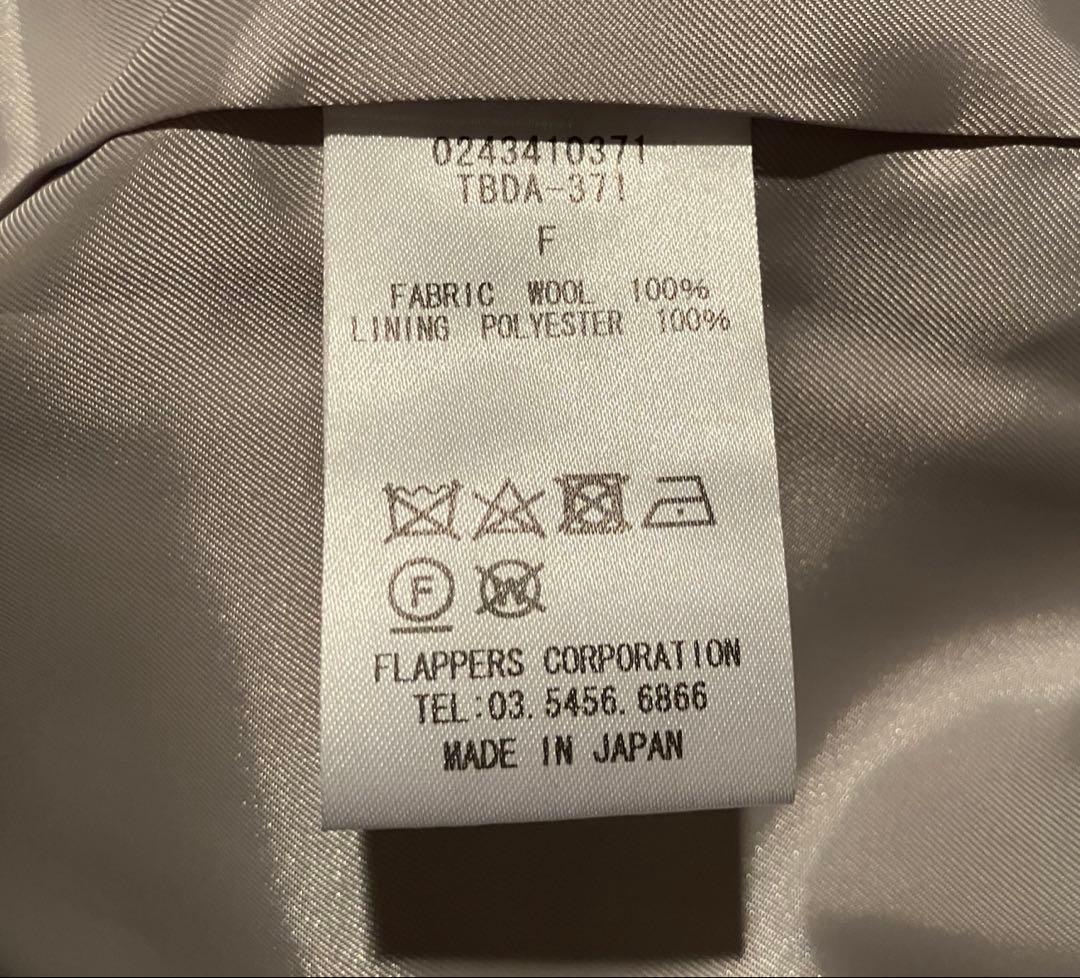 0243410371
TBDA-371
F
FABRIC WOOL 100%
LINING POLYESTER 100%
F W
FLAPPERS CORPORATION
TEL:03.5456.6866
MADE IN JAPAN